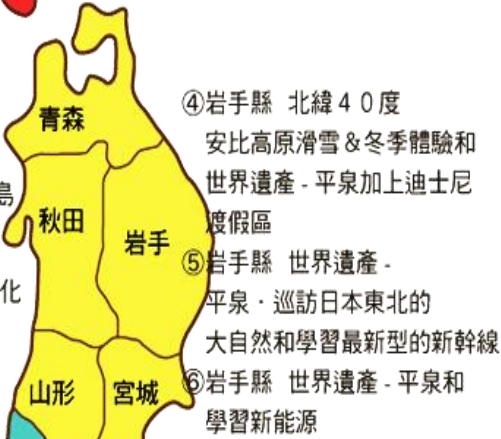 青森
秋田
岩手
山形
宮城
島
化
④岩手縣 北緯４０度
安比高原滑雪＆冬季體驗和
世界遺產 - 平泉加上迪士尼
渡假區
⑤岩手縣 世界遺產 -
平泉・巡訪日本東北的
大自然和學習最新型的新幹線
⑥岩手縣 世界遺產 - 平泉和
學習新能源